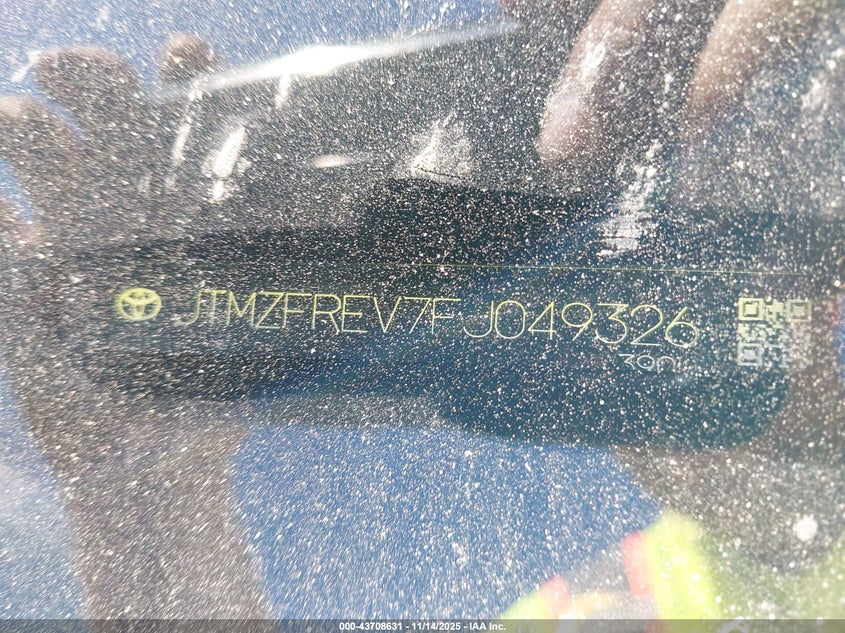 JTMZFREV7FJ049326
000-43708631 - 11/14/2025 - IAA Inc.